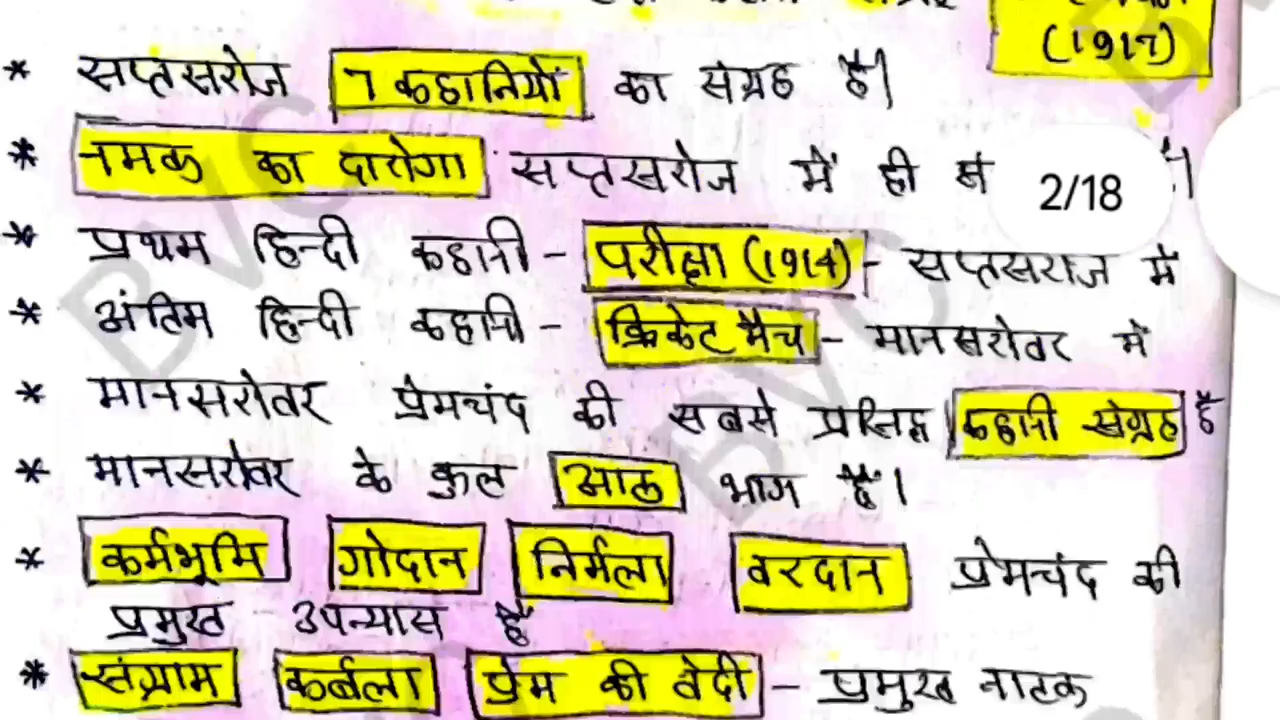 (1917)
* सप्तसरोज 7 कहानियों का संग्रह है।
* नमक का दारोगा सप्तसरोज में ही
2/18
* प्रथम हिन्दी कहानी - परीक्षा (1914) - सप्तसरोज में
* अंतिम हिन्दी कहानी - क्रिकेट मैच - मानसरोवर में
* मानसरोवर प्रेमचंद की सबसे प्रसिद्ध कहानी संग्रह है
* मानसरोवर के कुल आठ भाग हैं।
* कर्मभूमि गोदान निर्मला वरदान प्रेमचंद की
प्रमुख उपन्यास है
* संग्राम कर्बला प्रेम की वेदी - प्रमुख नाटक